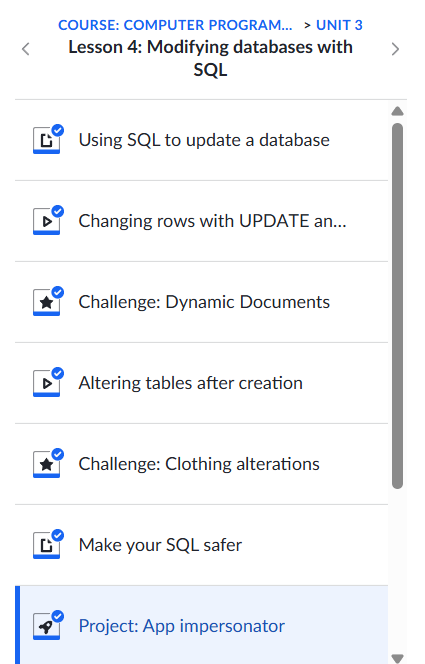 COURSE: COMPUTER PROGRAM... > UNIT 3
Lesson 4: Modifying databases with
SQL
Using SQL to update a database
Changing rows with UPDATE an...
Challenge: Dynamic Documents
Altering tables after creation
Challenge: Clothing alterations
Make your SQL safer
Project: App impersonator